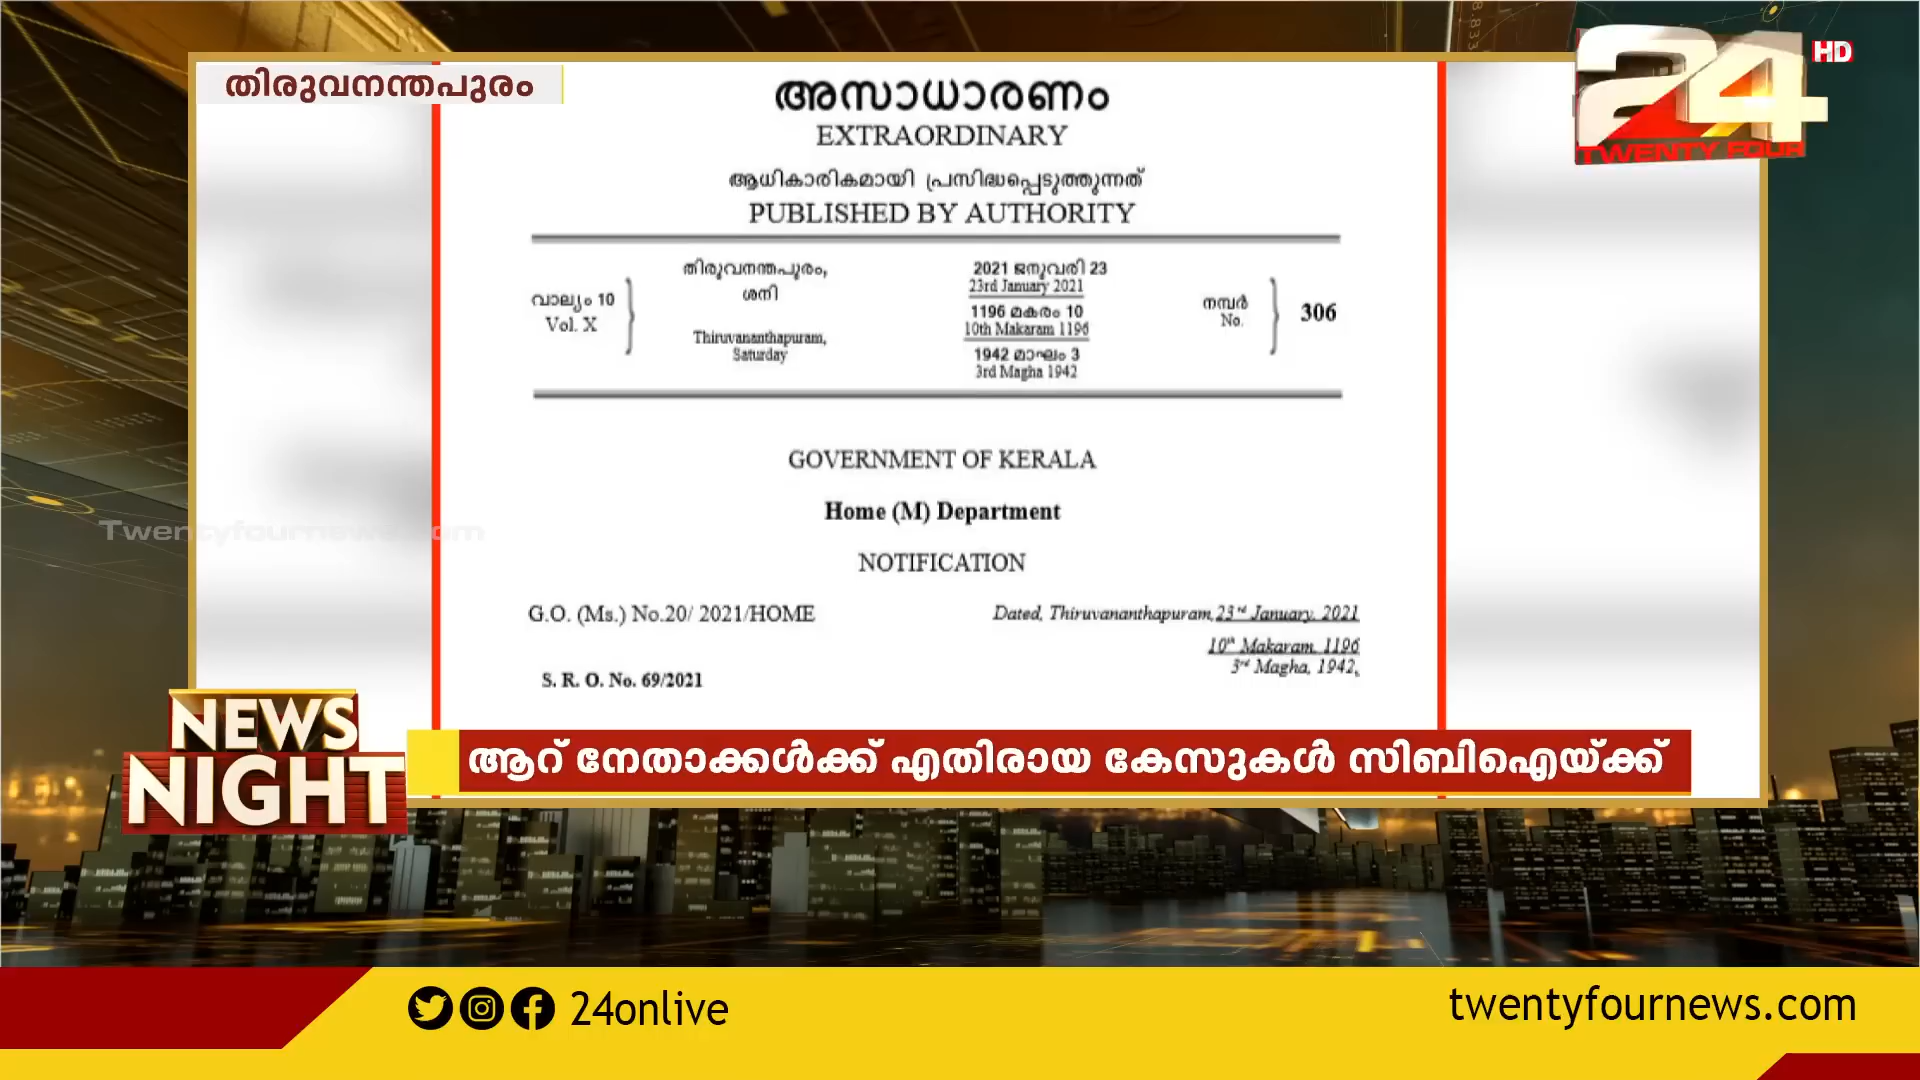 തിരുവനന്തപുരം
24 HD
TWENTY FOUR
അസാധാരണം
EXTRAORDINARY
ആധികാരികമായി പ്രസിദ്ധപ്പെടുത്തുന്നത്
PUBLISHED BY AUTHORITY
വാല്യം 10
Vol. X
തിരുവനന്തപുരം,
ശനി
Thiruvananthapuram,
Saturday
2021 ജനുവരി 23
23rd January 2021
1196 മകരം 10
10th Makaram 1196
1942 മാഘം 3
3rd Magha 1942
നമ്പർ
No.
306
GOVERNMENT OF KERALA
Home (M) Department
Twentyfournews.com
NOTIFICATION
G.O. (Ms.) No.20/ 2021/HOME
Dated, Thiruvananthapuram, 23rd January, 2021
10th Makaram, 1196
3rd Magha, 1942.
S. R. O. No. 69/2021
NEWS
NIGHT
ആറ് നേതാക്കൾക്ക് എതിരായ കേസുകൾ സിബിഐയ്ക്ക്
24onlive
twentyfournews.com